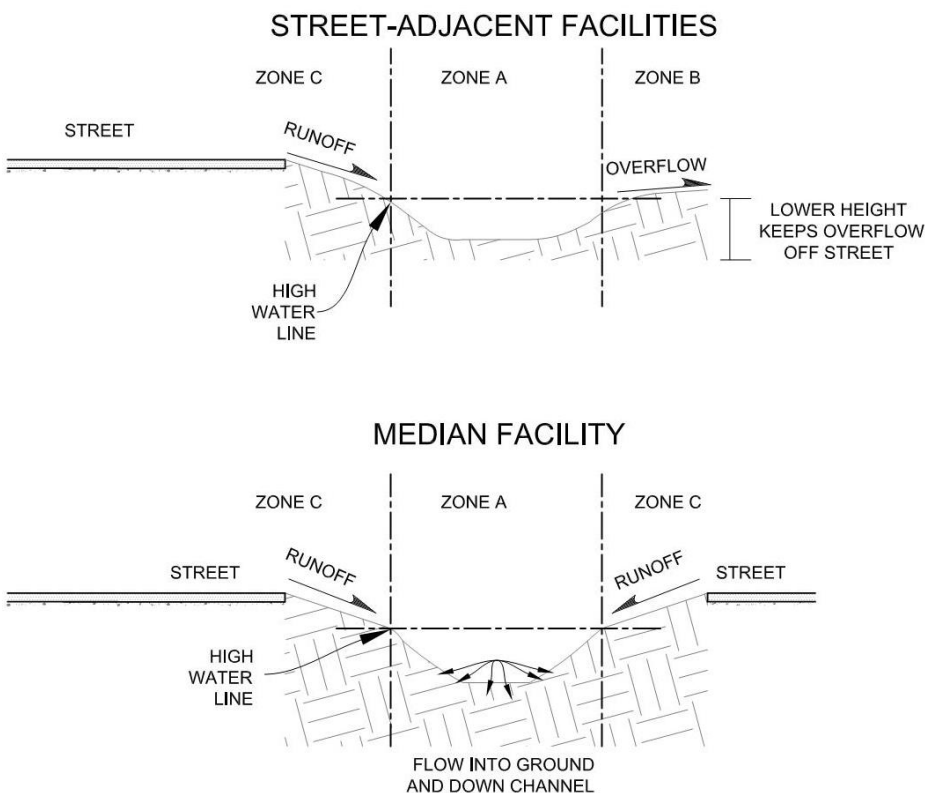 STREET-ADJACENT FACILITIES
ZONE C
ZONE A
ZONE B
STREET
RUNOFF
OVERFLOW
LOWER HEIGHT
KEEPS OVERFLOW
OFF STREET
HIGH
WATER
LINE
MEDIAN FACILITY
ZONE C
ZONE A
ZONE C
STREET
RUNOFF
RUNOFF
STREET
HIGH
WATER
LINE
FLOW INTO GROUND
AND DOWN CHANNEL